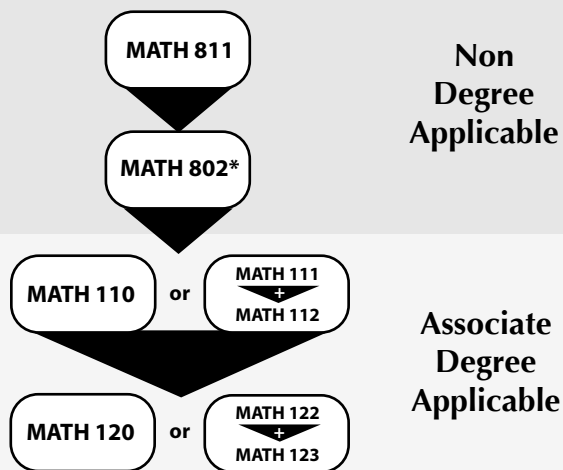 MATH 811
Non
Degree
Applicable
MATH 802*
MATH 110
or
MATH 111
+
MATH 112
Associate
Degree
Applicable
MATH 120
or
MATH 122
+
MATH 123